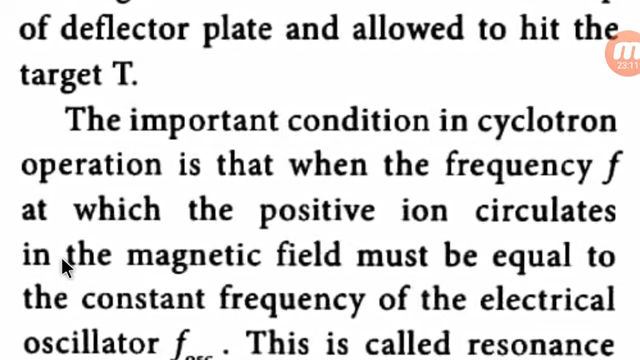 of deflector plate and allowed to hit the
target T.
The important condition in cyclotron
operation is that when the frequency f
at which the positive ion circulates
in the magnetic field must be equal to
the constant frequency of the electrical
oscillator fosc. This is called resonance
23:11